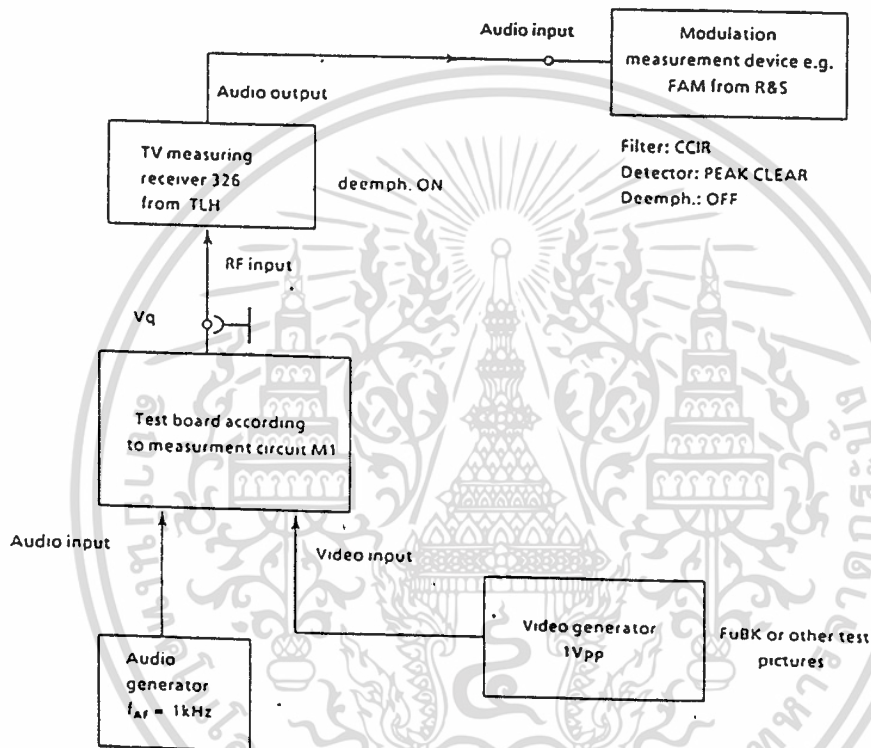 Audio input
Modulation
measurement device e.g.
FAM from R&S
Audio output
Filter: CCIR
Detector: PEAK CLEAR
Deemph.: OFF
TV measuring
receiver 326
from TLH
deemph. ON
RF input
Vq
Test board according
to measurment circuit M1
Audio input
Video input
Video generator
1Vpp
FuBK or other test
pictures
Audio
generator
fAF = 1kHz